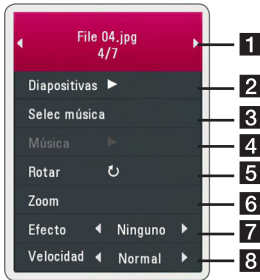 File 04.jpg
4/7
1
Diapositivas
2
Selec música
3
Música
4
Rotar
5
Zoom
6
Efecto Ninguno
7
Velocidad Normal
8